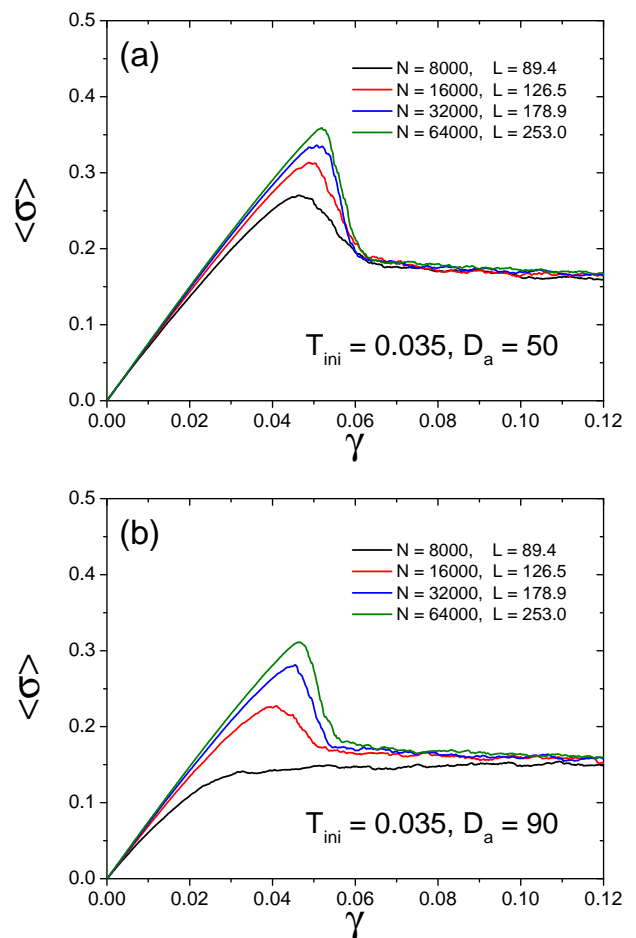 (a)
N = 8000, L = 89.4
N = 16000, L = 126.5
N = 32000, L = 178.9
N = 64000, L = 253.0
0.5
0.4
0.3
0.2
0.1
0.0
<σ>
T_ini = 0.035, D_a = 50
0.00 0.02 0.04 0.06 0.08 0.10 0.12
γ
(b)
N = 8000, L = 89.4
N = 16000, L = 126.5
N = 32000, L = 178.9
N = 64000, L = 253.0
0.5
0.4
0.3
0.2
0.1
0.0
<σ>
T_ini = 0.035, D_a = 90
0.00 0.02 0.04 0.06 0.08 0.10 0.12
γ